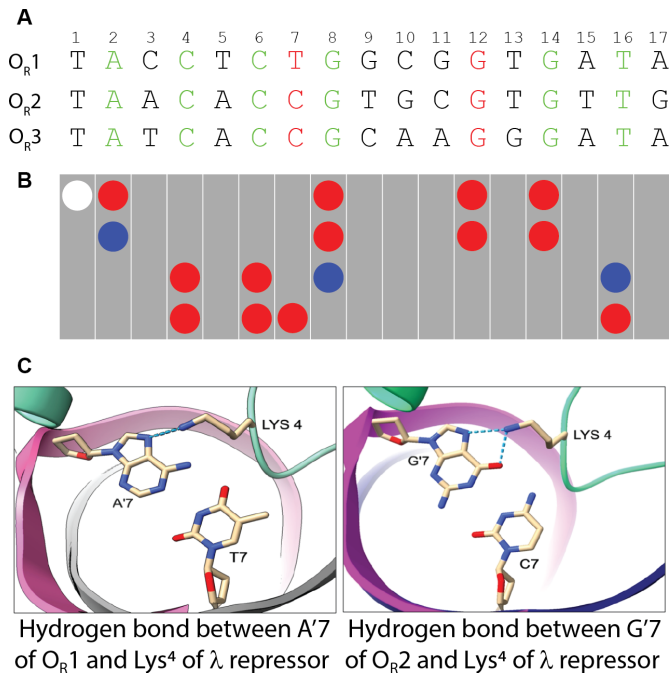 A
1 2 3 4 5 6 7 8 9 10 11 12 13 14 15 16 17
OR1 T A C C T C T G G C G G T G A T A
OR2 T A A C A C C G T G C G T G T T G
OR3 T A T C A C C G C A A G G G A T A
B
C
LYS 4 LYS 4
A'7 G'7
T7 C7
Hydrogen bond between A'7 Hydrogen bond between G'7
of OR1 and Lys⁴ of λ repressor of OR2 and Lys⁴ of λ repressor